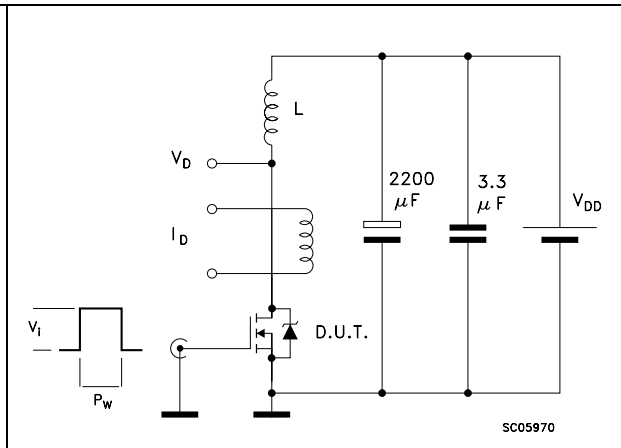 L
V_D
2200
µF
3.3
µF
V_DD
I_D
V_i
D.U.T.
P_W
SC05970